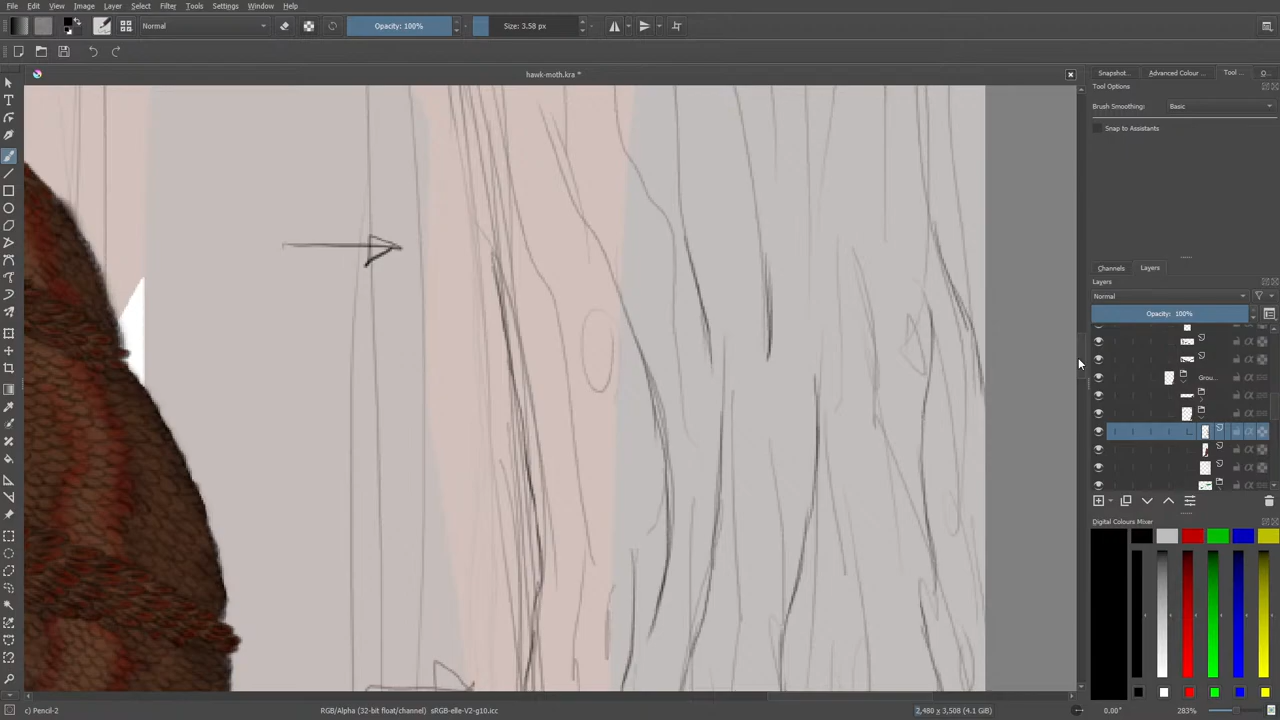 File Edit View Image Layer Select Filter Tools Settings Window Help
Normal Opacity: 100% Size: 3.58 px
hawk-moth.kra *
Snapshot... Advanced Colour ... Tool ... O...
Tool Options
Brush Smoothing: Basic
Snap to Assistants
Channels Layers
Layers
Normal
Opacity: 100%
Grou...
Digital Colours Mixer
c) Pencil-2 RGB/Alpha (32-bit float/channel) sRGB-elle-V2-g10.icc 2,480 x 3,508 (4.1 GiB) 0.00° 283%